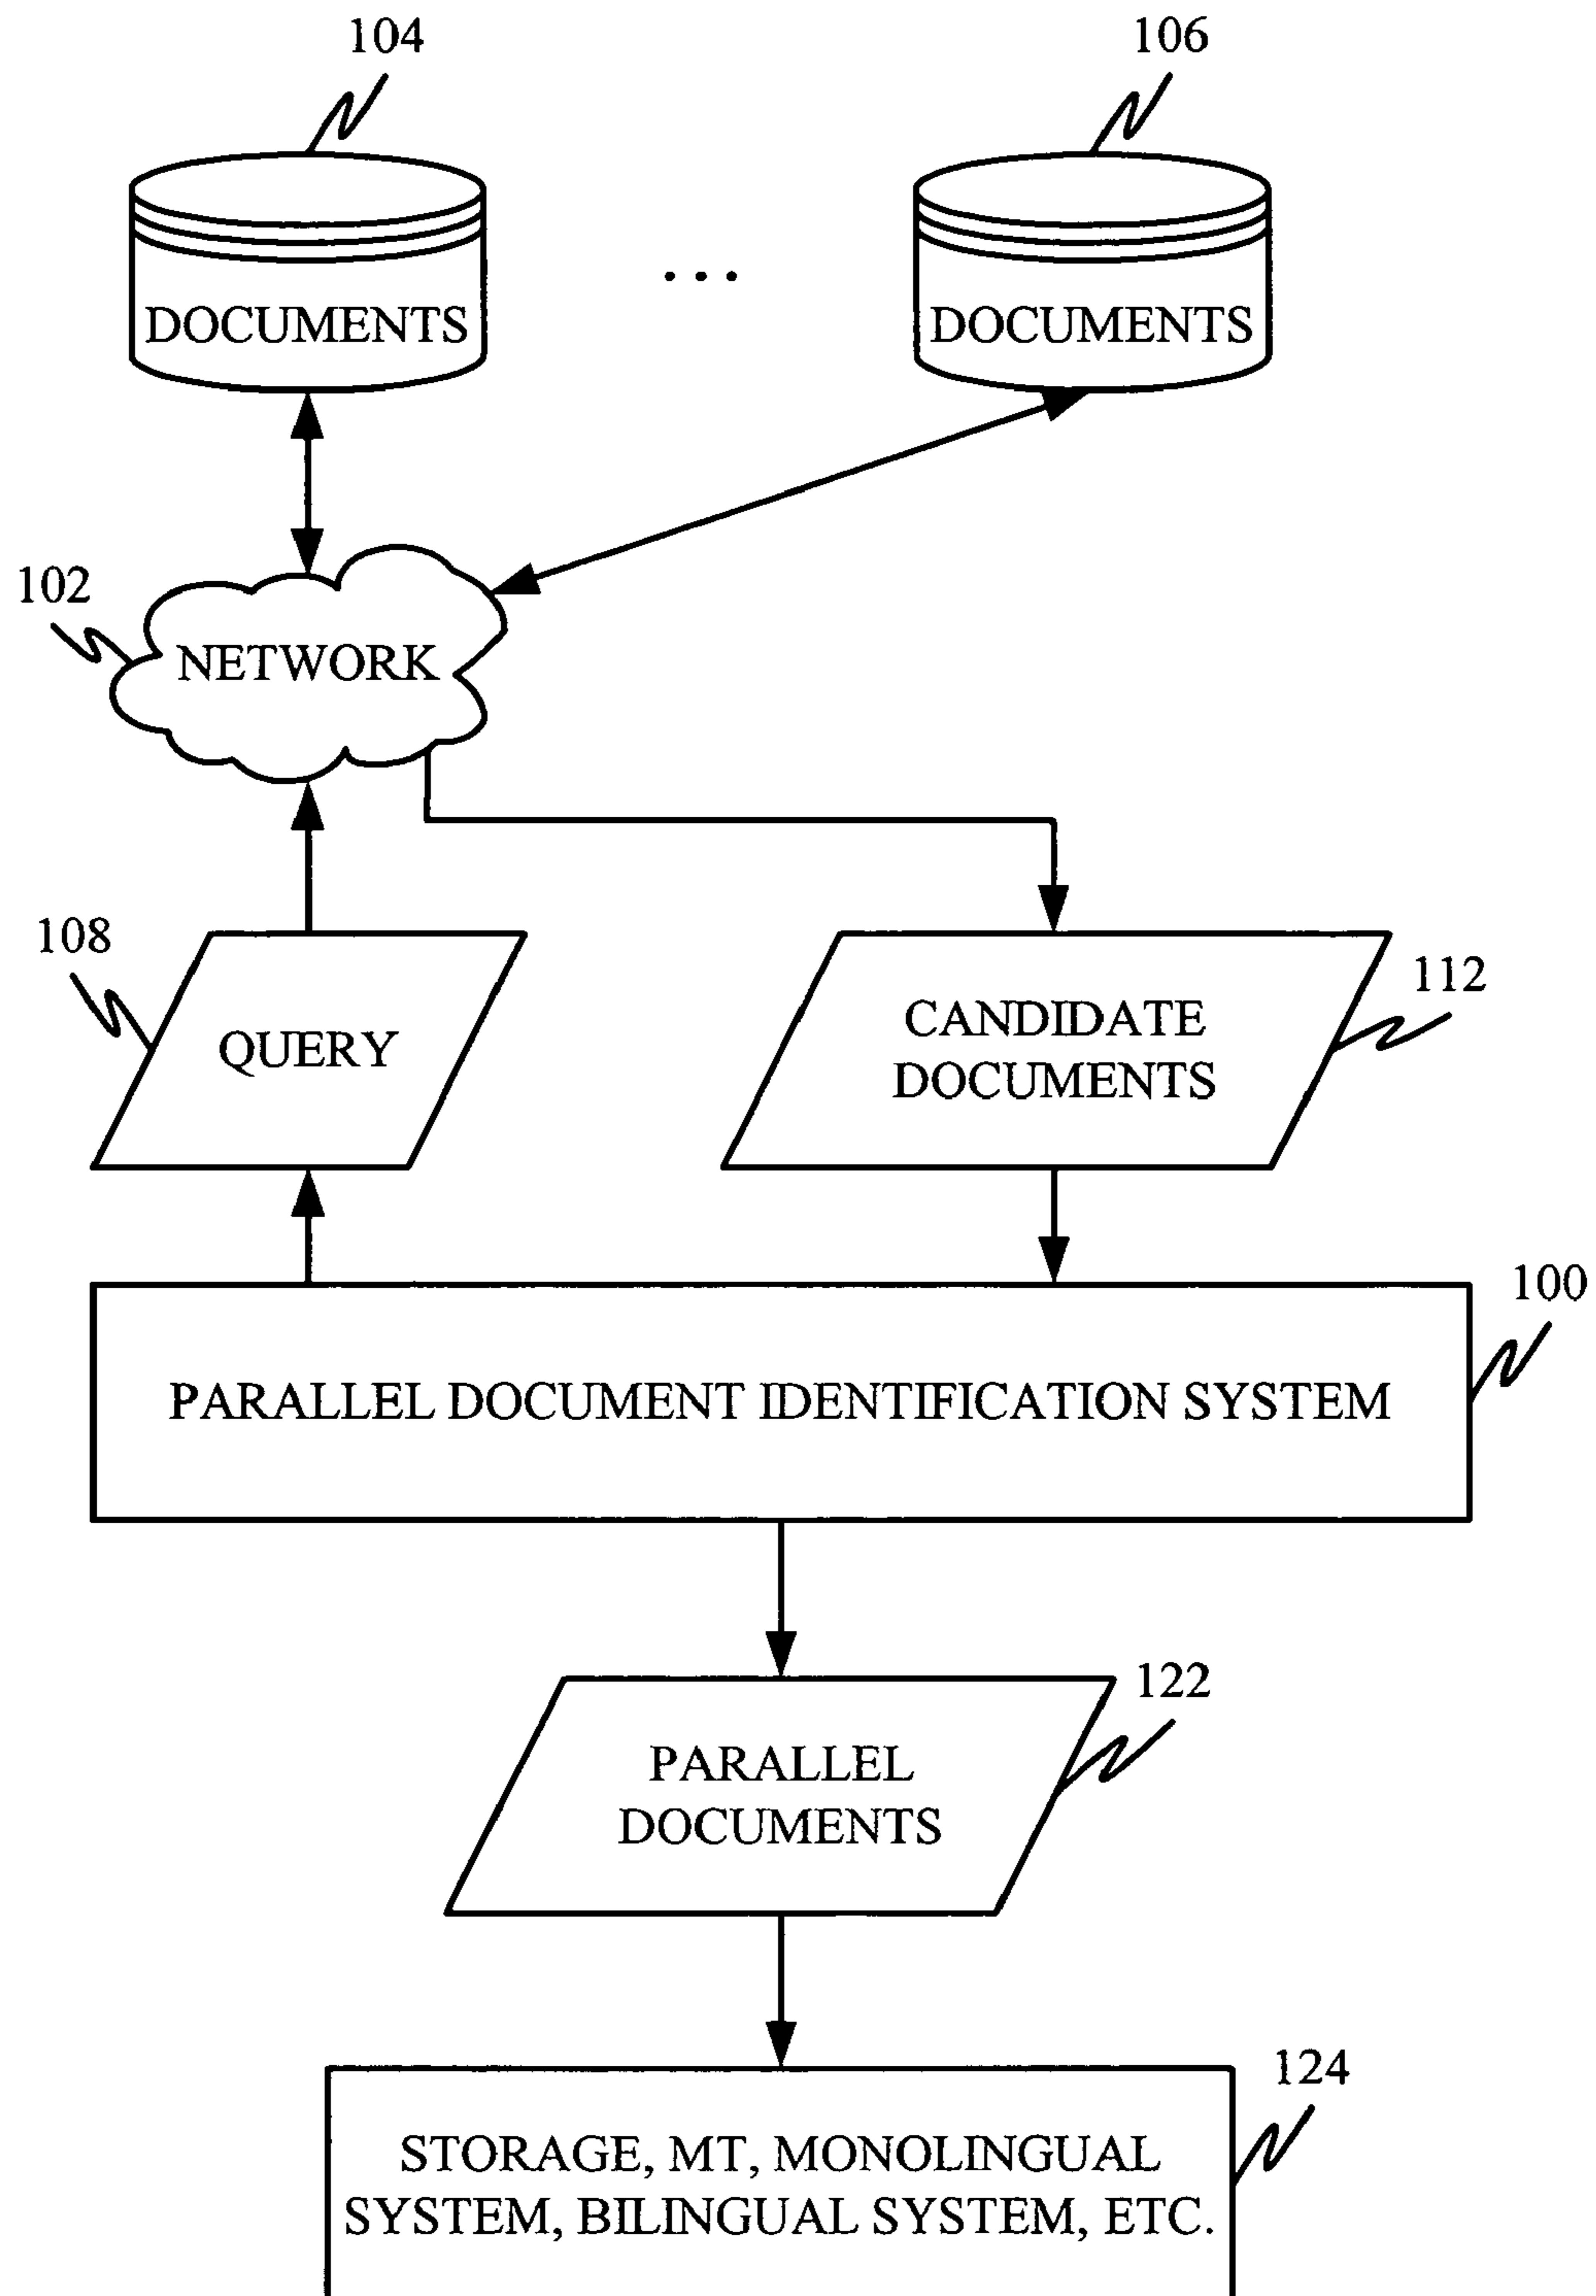 104
106
DOCUMENTS
...
DOCUMENTS
102
NETWORK
108
QUERY
112
CANDIDATE
DOCUMENTS
100
PARALLEL DOCUMENT IDENTIFICATION SYSTEM
122
PARALLEL
DOCUMENTS
124
STORAGE, MT, MONOLINGUAL
SYSTEM, BILINGUAL SYSTEM, ETC.